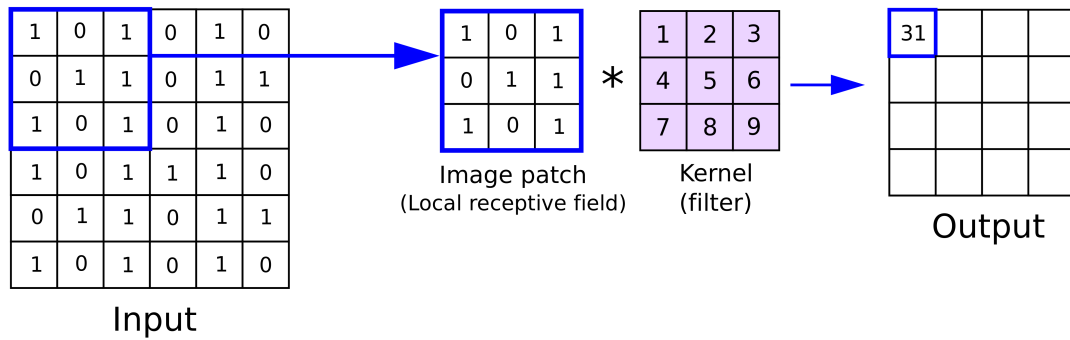 1 0 1 0 1 0
0 1 1 0 1 1
1 0 1 0 1 0
1 0 1 1 1 0
0 1 1 0 1 1
1 0 1 0 1 0
Input
1 0 1
0 1 1
1 0 1
Image patch
(Local receptive field)
*
1 2 3
4 5 6
7 8 9
Kernel
(filter)
31
Output